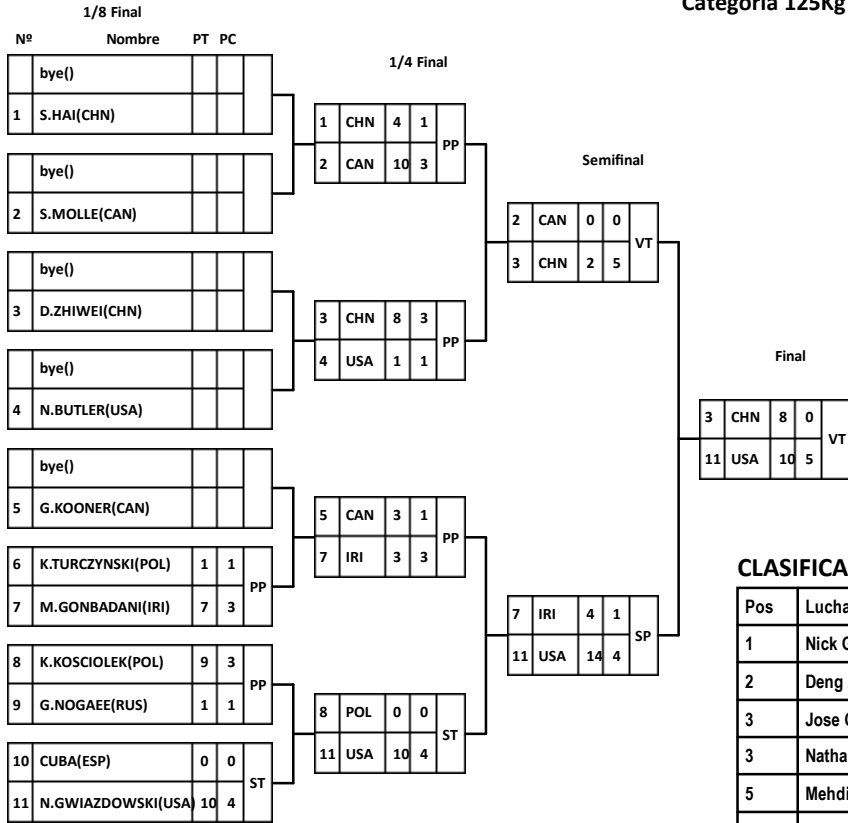 Categoría 125Kg
1/8 Final
Nº Nombre PT PC
bye()
1 S.HAI(CHN)
bye()
2 S.MOLLE(CAN)
bye()
3 D.ZHIWEI(CHN)
bye()
4 N.BUTLER(USA)
bye()
5 G.KOONER(CAN)
6 K.TURCZYNSKI(POL) 1 1
PP
7 M.GONBADANI(IRI) 7 3
8 K.KOSCIOLEK(POL) 9 3
PP
9 G.NOGAEE(RUS) 1 1
10 CUBA(ESP) 0 0
ST
11 N.GWIAZDOWSKI(USA) 10 4
1/4 Final
1 CHN 4 1
PP
2 CAN 10 3
3 CHN 8 3
PP
4 USA 1 1
5 CAN 3 1
PP
7 IRI 3 3
8 POL 0 0
ST
11 USA 10 4
Semifinal
2 CAN 0 0
VT
3 CHN 2 5
7 IRI 4 1
SP
11 USA 14 4
Final
3 CHN 8 0
VT
11 USA 10 5
Pos
1 Nick
2 Deng
3 Jose
3
5